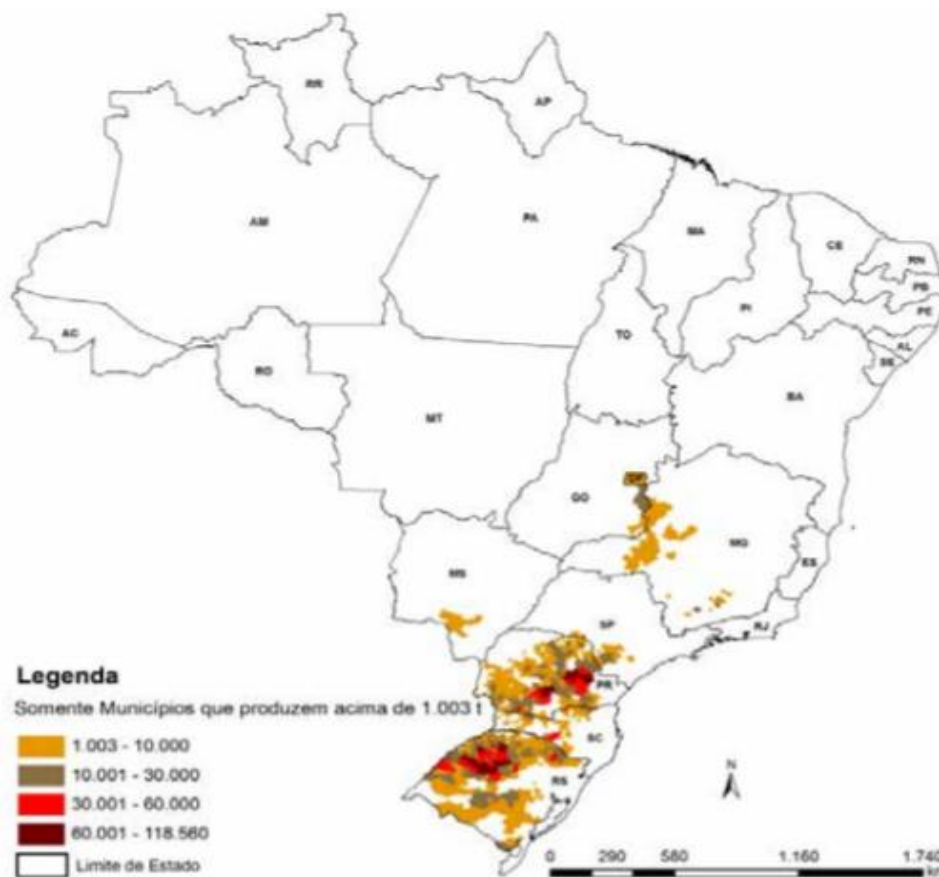 RR
AP
AM
PA
MA
CE
RN
PB
PE
AL
SE
PI
AC
TO
RO
BA
MT
DF
GO
MG
ES
MS
SP
RJ
PR
SC
RS
Legenda
Somente Municípios que produzem acima de 1.003 t
1.003 - 10.000
10.001 - 30.000
30.001 - 60.000
60.001 - 118.560
Limite de Estado
N
0 290 580 1.160 1.740
km